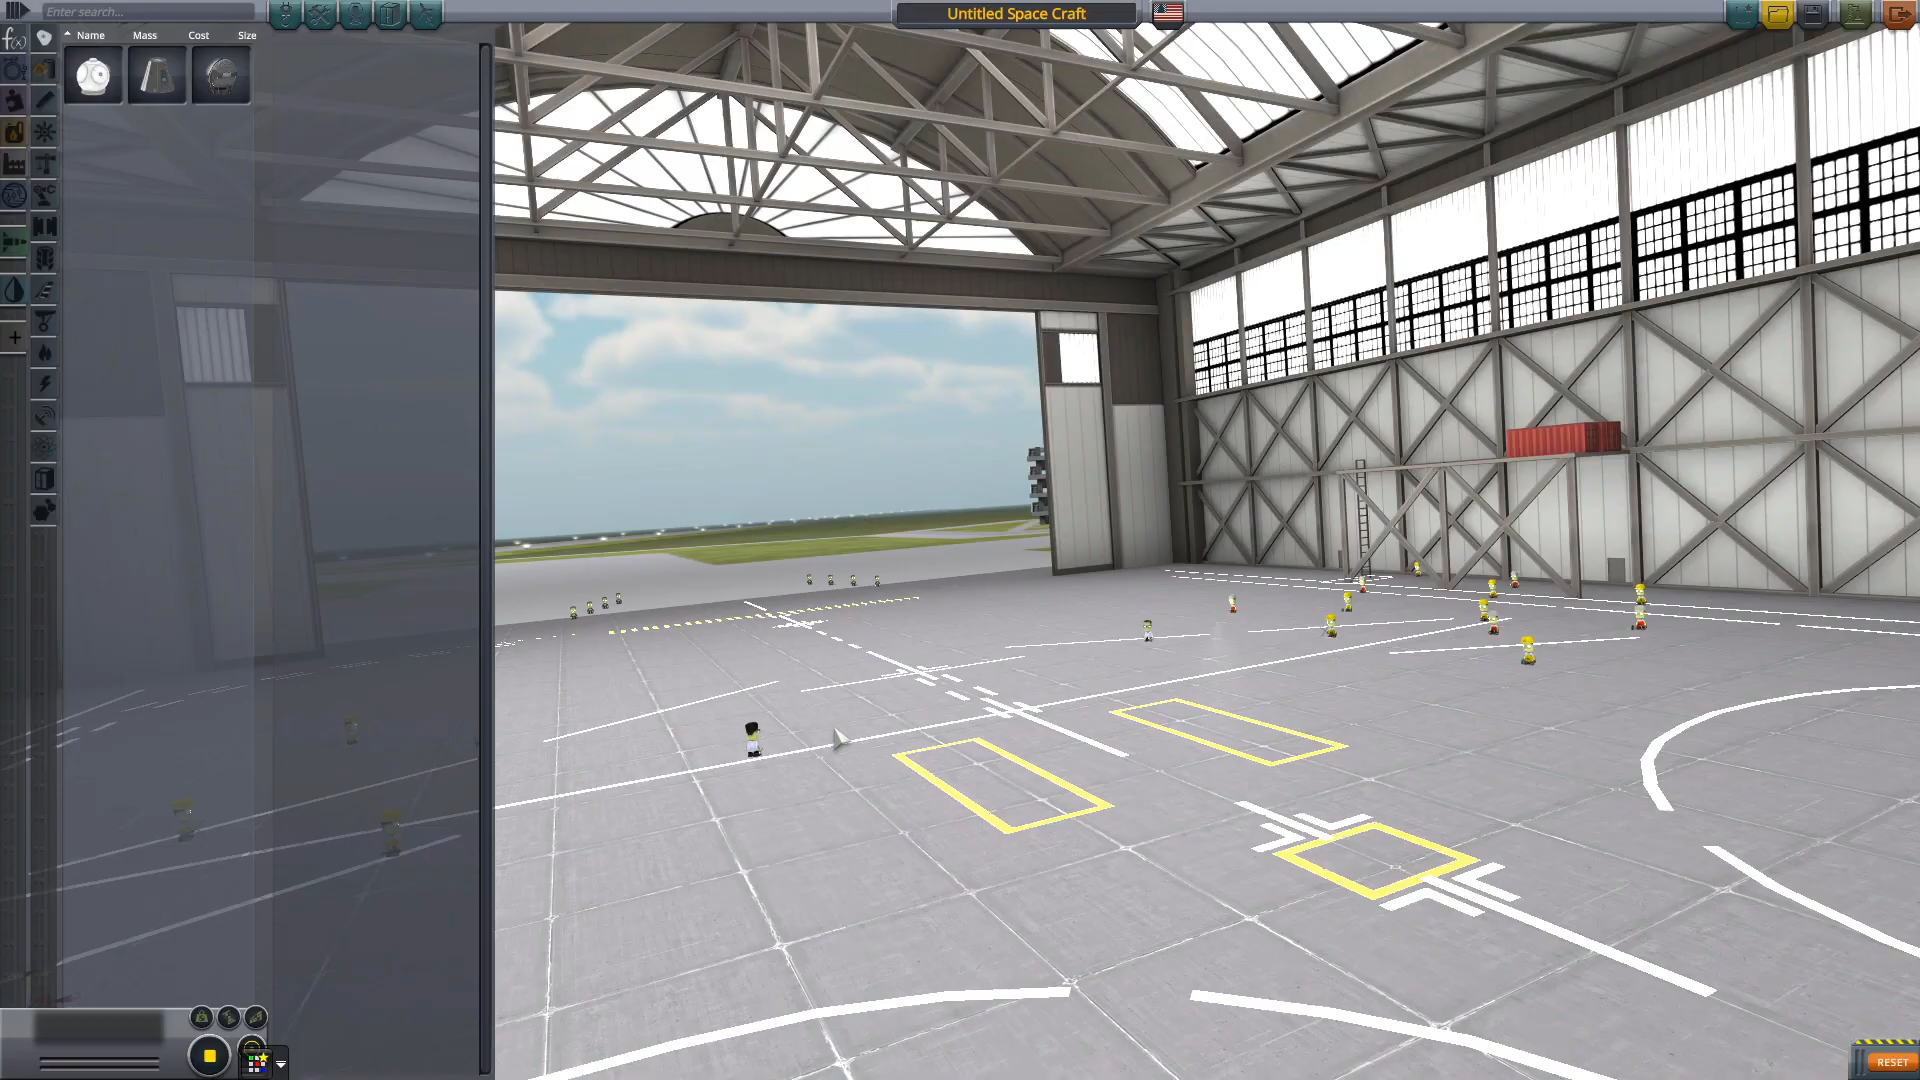 Enter search...
Untitled Space Craft
f(x)
Name Mass Cost Size
RESET